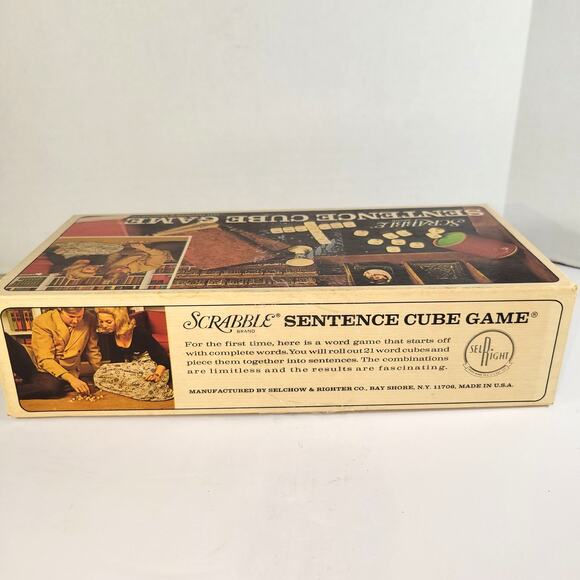 SCRABBLE
SENTENCE CUBE GAME
SCRABBLE® SENTENCE CUBE GAME®
BRAND
For the first time, here is a word game that starts off
with complete words. You will roll out 21 word cubes and
piece them together into sentences. The combinations
are limitless and the results are fascinating.
MANUFACTURED BY SELCHOW & RIGHTER CO., BAY SHORE, N.Y. 11706, MADE IN U.S.A.
SEL
RIGHT